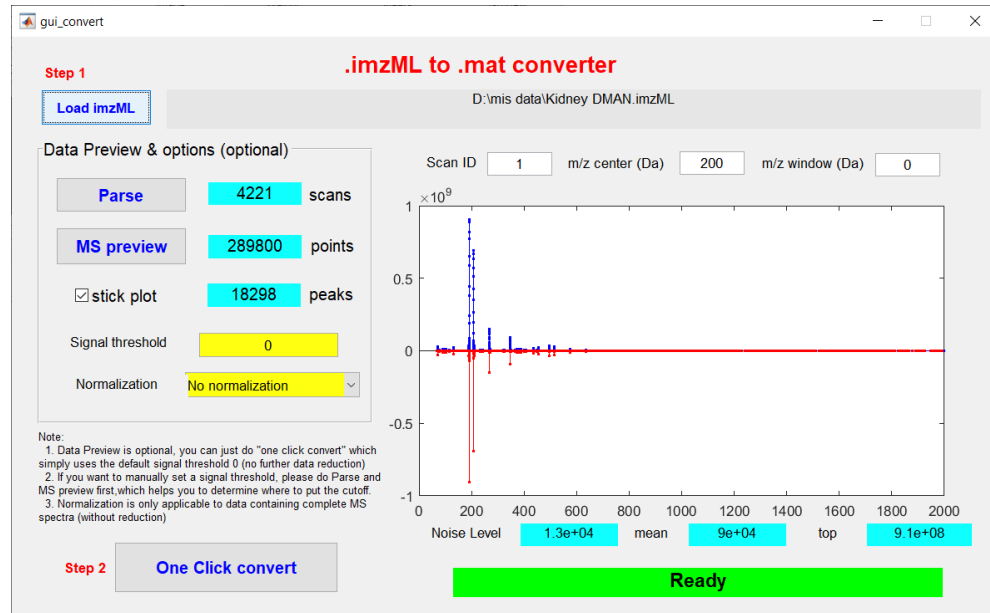 gui_convert
.imzML to .mat converter
Step 1
Load imzML
D:\mis data\Kidney DMAN.imzML
Data Preview & options (optional)
Scan ID 1 m/z center (Da) 200 m/z window (Da) 0
Parse 4221 scans
MS preview 289800 points
stick plot 18298 peaks
Signal threshold 0
Normalization No normalization
Note:
1. Data Preview is optional, you can just do "one click convert" which
simply uses the default signal threshold 0 (no further data reduction)
2. If you want to manually set a signal threshold, please do Parse and
MS preview first,which helps you to determine where to put the cutoff.
3. Normalization is only applicable to data containing complete MS
spectra (without reduction)
×10^9
1
0.5
0
-0.5
-1
0 200 400 600 800 1000 1200 1400 1600 1800 2000
Noise Level 1.3e+04 mean 9e+04 top 9.1e+08
Step 2
One Click convert
Ready